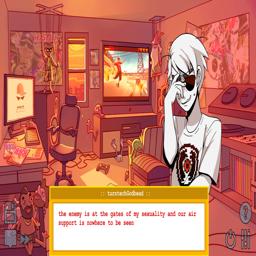 :: turntechGodhead ::
the enemy is at the gates of my sexuality and our air
support is nowhere to be seen